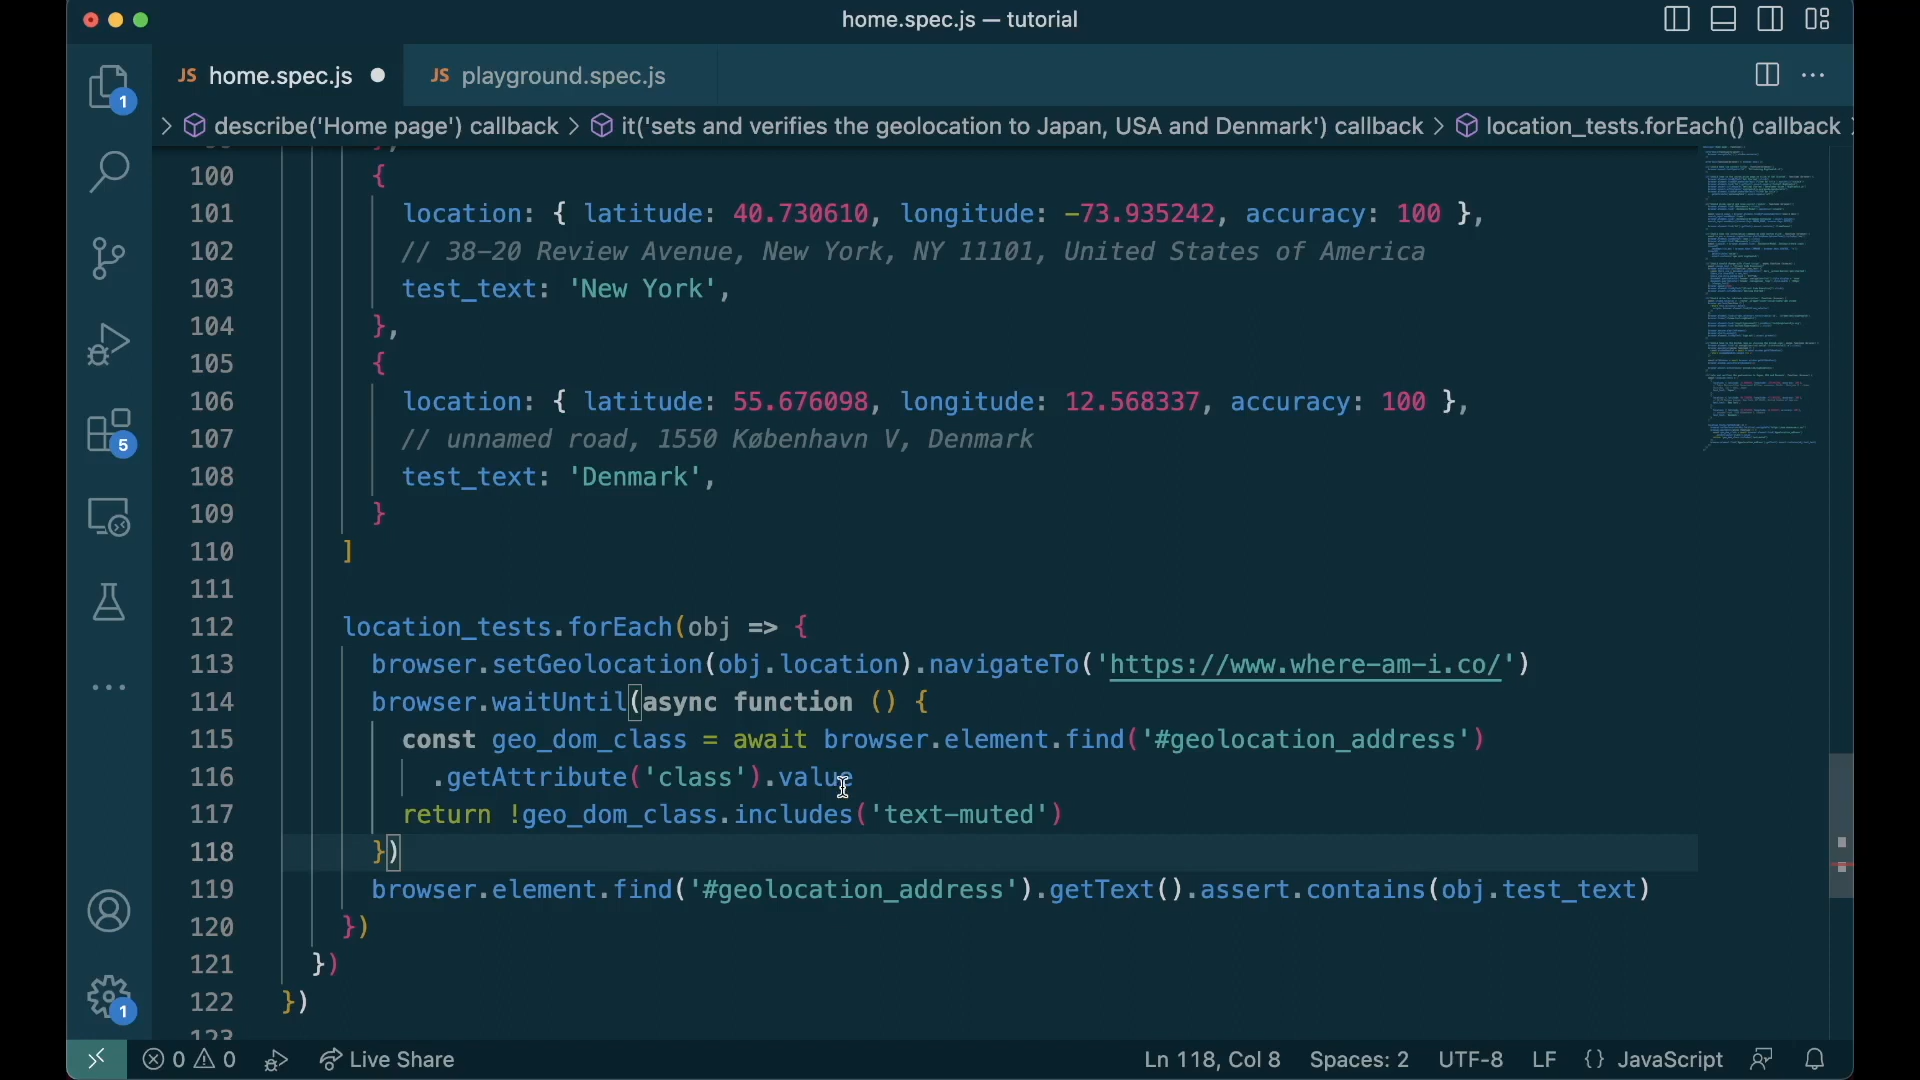 home.spec.js — tutorial
JS home.spec.js
JS playground.spec.js
> describe('Home page') callback > it('sets and verifies the geolocation to Japan, USA and Denmark') callback > location_tests.forEach() callback
1
5
1
100 {
101 location: { latitude: 40.730610, longitude: -73.935242, accuracy: 100 },
102 // 38-20 Review Avenue, New York, NY 11101, United States of America
103 test_text: 'New York',
104 },
105 {
106 location: { latitude: 55.676098, longitude: 12.568337, accuracy: 100 },
107 // unnamed road, 1550 København V, Denmark
108 test_text: 'Denmark',
109 }
110 ]
111
112 location_tests.forEach(obj => {
113 browser.setGeolocation(obj.location).navigateTo('https://www.where-am-i.co/')
114 browser.waitUntil(async function () {
115 const geo_dom_class = await browser.element.find('#geolocation_address')
116 .getAttribute('class').value
117 return !geo_dom_class.includes('text-muted')
118 })
119 browser.element.find('#geolocation_address').getText().assert.contains(obj.test_text)
120 })
121 })
122 })
123
0 0 Live Share
Ln 118, Col 8 Spaces: 2 UTF-8 LF {} JavaScript